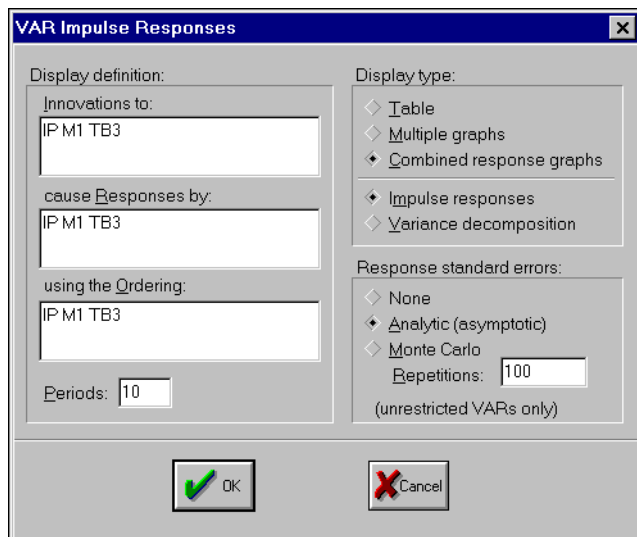 VAR Impulse Responses
Display definition:
Innovations to:
IP M1 TB3
cause Responses by:
IP M1 TB3
using the Ordering:
IP M1 TB3
Periods: 10
Display type:
Table
Multiple graphs
Combined response graphs
Impulse responses
Variance decomposition
Response standard errors:
None
Analytic (asymptotic)
Monte Carlo
Repetitions: 100
(unrestricted VARs only)
OK
Cancel